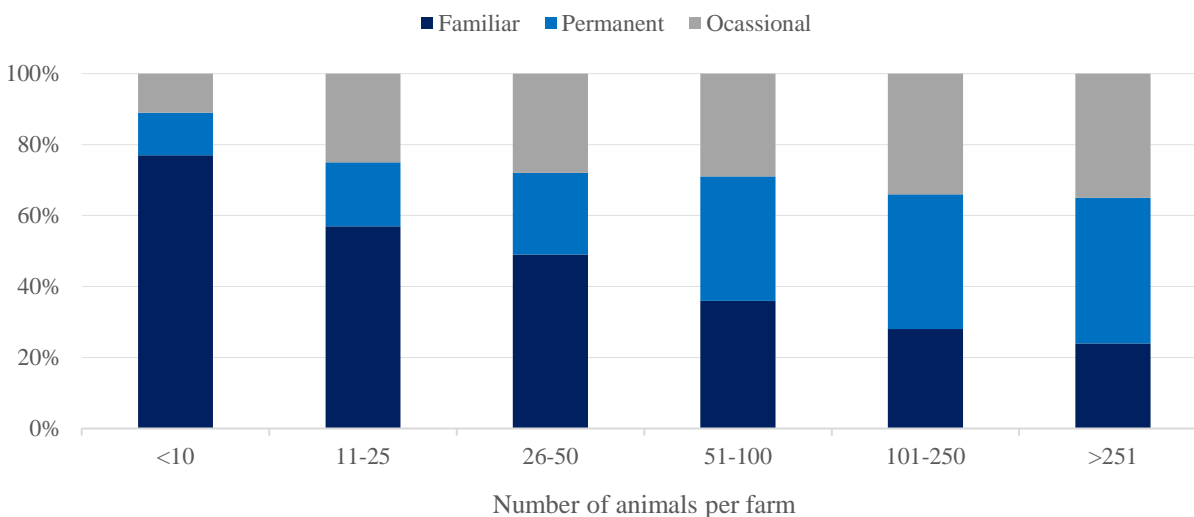 Familiar Permanent Ocassional
100%
80%
60%
40%
20%
0%
<10 11-25 26-50 51-100 101-250 >251
Number of animals per farm